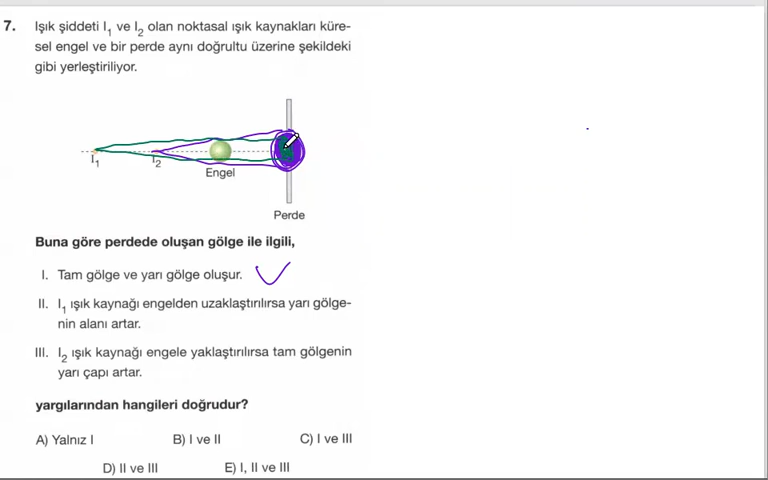 7. Işık şiddeti I₁ ve I₂ olan noktasal ışık kaynakları küre-
sel engel ve bir perde aynı doğrultu üzerine şekildeki
gibi yerleştiriliyor.
I₁ I₂ Engel
Perde
Buna göre perdede oluşan gölge ile ilgili,
I. Tam gölge ve yarı gölge oluşur.
II. I₁ ışık kaynağı engelden uzaklaştırılırsa yarı gölge-
nin alanı artar.
III. I₂ ışık kaynağı engele yaklaştırılırsa tam gölgenin
yarı çapı artar.
yargılarından hangileri doğrudur?
A) Yalnız I B) I ve II C) I ve III
D) II ve III E) I, II ve III